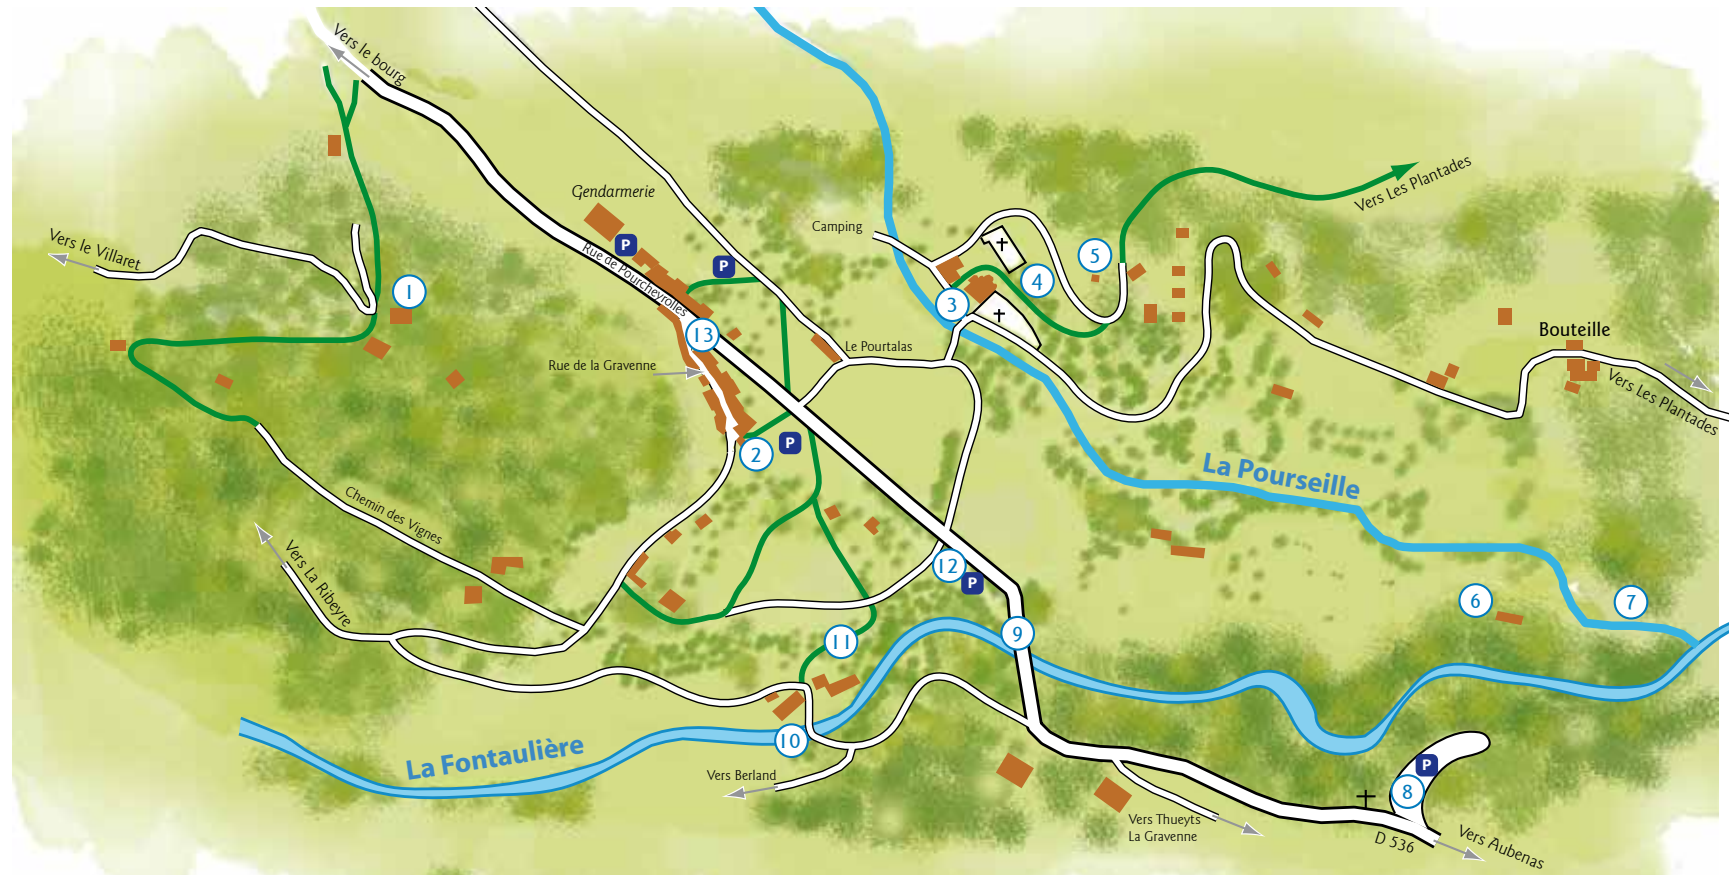 Vers le bourg
Gendarmerie
P
P
Rue de Pourcheyrolles
Vers le Villaret
1
Camping
4
5
Vers Les Plantades
3
13
Le Pourtalas
Rue de la Gravenne
Bouteille
Vers Les Plantades
2
P
La Pourseille
Chemin des Vignes
Vers La Ribeyre
12
P
6
7
9
11
10
La Fontaulière
Vers Berland
P
8
Vers Thueyts
La Gravenne
D 536
Vers Aubenas